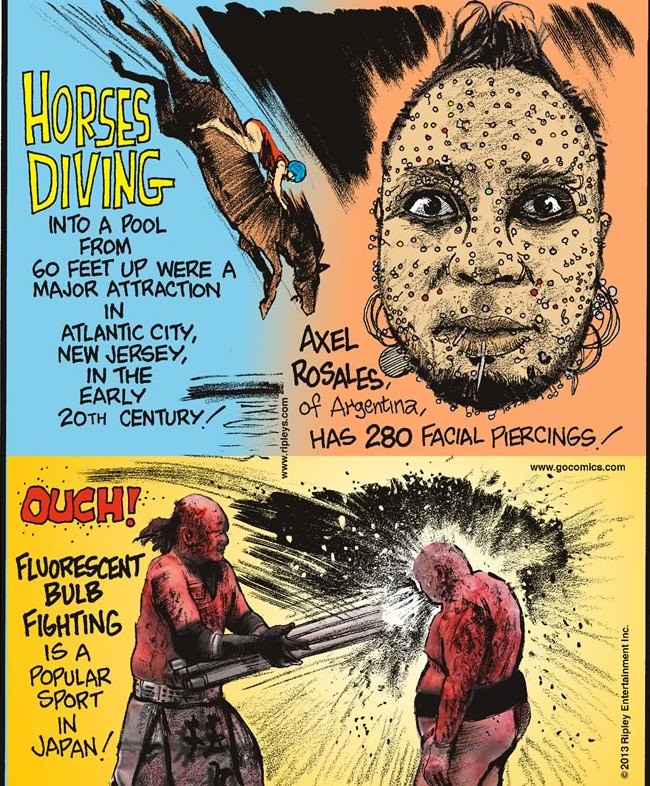 HORSES
DIVING
INTO A POOL
FROM
60 FEET UP WERE A
MAJOR ATTRACTION
IN
ATLANTIC CITY,
NEW JERSEY,
IN THE
EARLY
20TH CENTURY!
www.ripleys.com
AXEL
ROSALES,
of Argentina,
HAS 280 FACIAL PIERCINGS!
www.gocomics.com
OUCH!
FLUORESCENT
BULB
FIGHTING
IS A
POPULAR
SPORT
IN
JAPAN!
© 2013 Ripley Entertainment Inc.